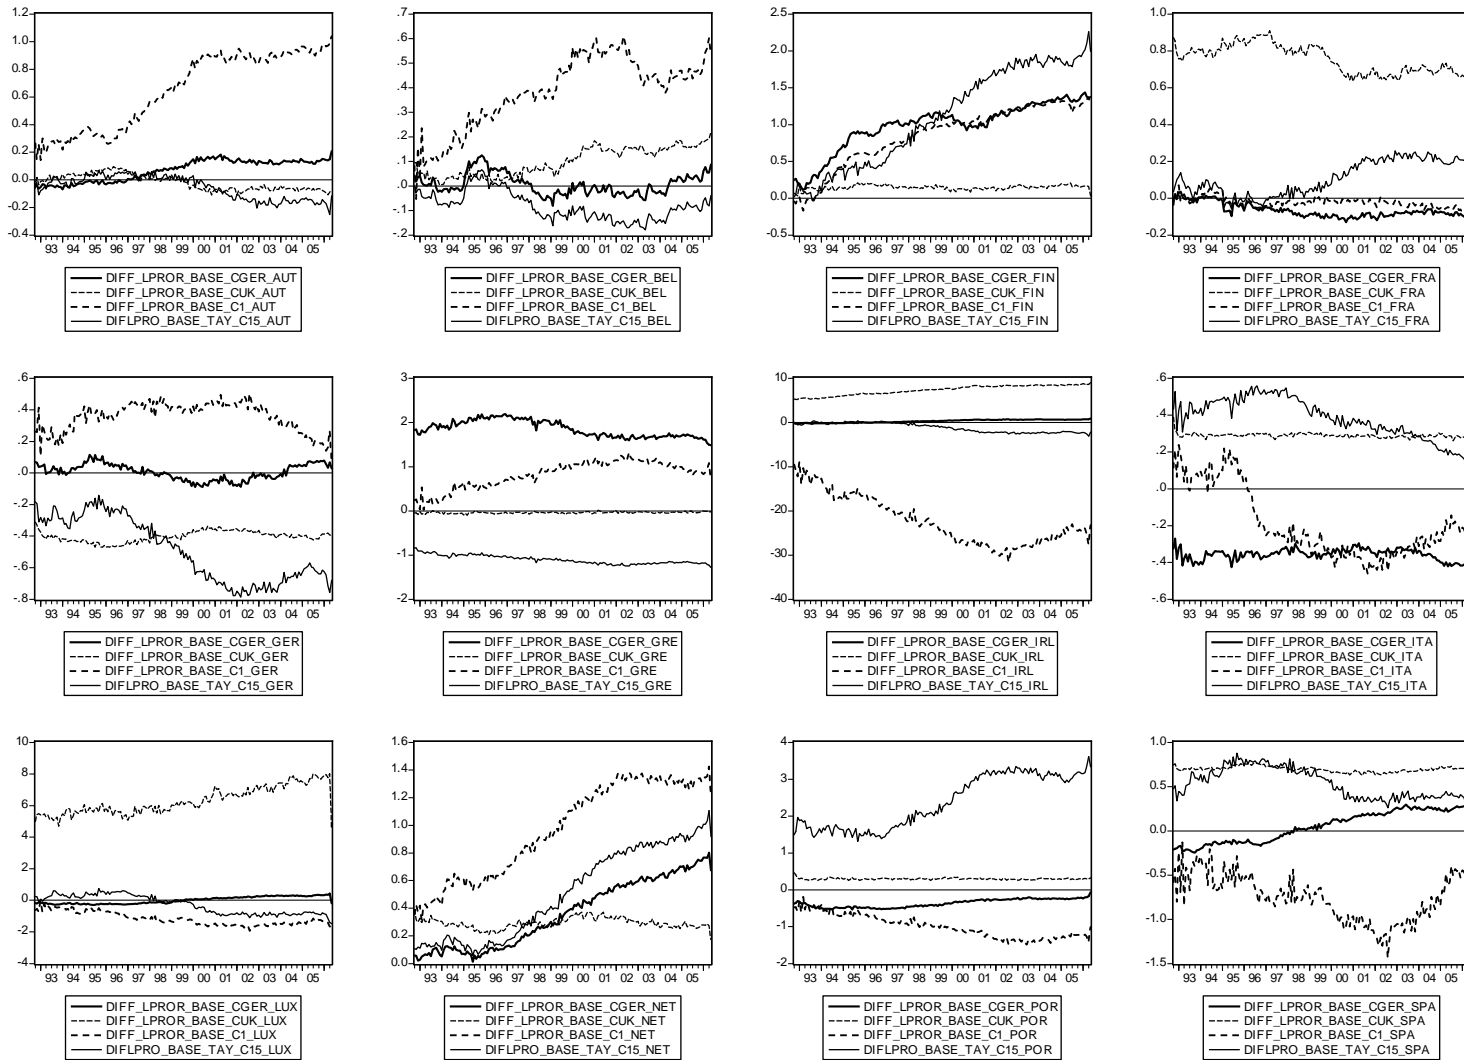 1.2
1.0
0.8
0.6
0.4
0.2
0.0
-0.2
-0.4
93 94 95 96 97 98 99 00 01 02 03 04 05
DIFF_LPROR_BASE_CGER_AUT
DIFF_LPROR_BASE_CUK_AUT
DIFF_LPROR_BASE_C1_AUT
DIFLPRO_BASE_TAY_C15_AUT
.7
.6
.5
.4
.3
.2
.1
.0
-.1
-.2
93 94 95 96 97 98 99 00 01 02 03 04 05
DIFF_LPROR_BASE_CGER_BEL
DIFF_LPROR_BASE_CUK_BEL
DIFF_LPROR_BASE_C1_BEL
DIFLPRO_BASE_TAY_C15_BEL
2.5
2.0
1.5
1.0
0.5
0.0
-0.5
93 94 95 96 97 98 99 00 01 02 03 04 05
DIFF_LPROR_BASE_CGER_FIN
DIFF_LPROR_BASE_CUK_FIN
DIFF_LPROR_BASE_C1_FIN
DIFLPRO_BASE_TAY_C15_FIN
1.0
0.8
0.6
0.4
0.2
0.0
-0.2
93 94 95 96 97 98 99 00 01 02 03 04 05
DIFF_LPROR_BASE_CGER_FRA
DIFF_LPROR_BASE_CUK_FRA
DIFF_LPROR_BASE_C1_FRA
DIFLPRO_BASE_TAY_C15_FRA
.6
.4
.2
.0
-.2
-.4
-.6
-.8
93 94 95 96 97 98 99 00 01 02 03 04 05
DIFF_LPROR_BASE_CGER_GER
DIFF_LPROR_BASE_CUK_GER
DIFF_LPROR_BASE_C1_GER
DIFLPRO_BASE_TAY_C15_GER
3
2
1
0
-1
-2
93 94 95 96 97 98 99 00 01 02 03 04 05
DIFF_LPROR_BASE_CGER_GRE
DIFF_LPROR_BASE_CUK_GRE
DIFF_LPROR_BASE_C1_GRE
DIFLPRO_BASE_TAY_C15_GRE
10
0
-10
-20
-30
-40
93 94 95 96 97 98 99 00 01 02 03 04 05
DIFF_LPROR_BASE_CGER_IRL
DIFF_LPROR_BASE_CUK_IRL
DIFF_LPROR_BASE_C1_IRL
DIFLPRO_BASE_TAY_C15_IRL
.6
.4
.2
.0
-.2
-.4
-.6
93 94 95 96 97 98 99 00 01 02 03 04 05
DIFF_LPROR_BASE_CGER_ITA
DIFF_LPROR_BASE_CUK_ITA
DIFF_LPROR_BASE_C1_ITA
DIFLPRO_BASE_TAY_C15_ITA
10
8
6
4
2
0
-2
-4
93 94 95 96 97 98 99 00 01 02 03 04 05
DIFF_LPROR_BASE_CGER_LUX
DIFF_LPROR_BASE_CUK_LUX
DIFF_LPROR_BASE_C1_LUX
DIFLPRO_BASE_TAY_C15_LUX
1.6
1.4
1.2
1.0
0.8
0.6
0.4
0.2
0.0
93 94 95 96 97 98 99 00 01 02 03 04 05
DIFF_LPROR_BASE_CGER_NET
DIFF_LPROR_BASE_CUK_NET
DIFF_LPROR_BASE_C1_NET
DIFLPRO_BASE_TAY_C15_NET
4
3
2
1
0
-1
-2
93 94 95 96 97 98 99 00 01 02 03 04 05
DIFF_LPROR_BASE_CGER_POR
DIFF_LPROR_BASE_CUK_POR
DIFF_LPROR_BASE_C1_POR
DIFLPRO_BASE_TAY_C15_POR
1.0
0.5
0.0
-0.5
-1.0
-1.5
93 94 95 96 97 98 99 00 01 02 03 04 05
DIFF_LPROR_BASE_CGER_SPA
DIFF_LPROR_BASE_CUK_SPA
DIFF_LPROR_BASE_C1_SPA
DIFLPRO_BASE_TAY_C15_SPA